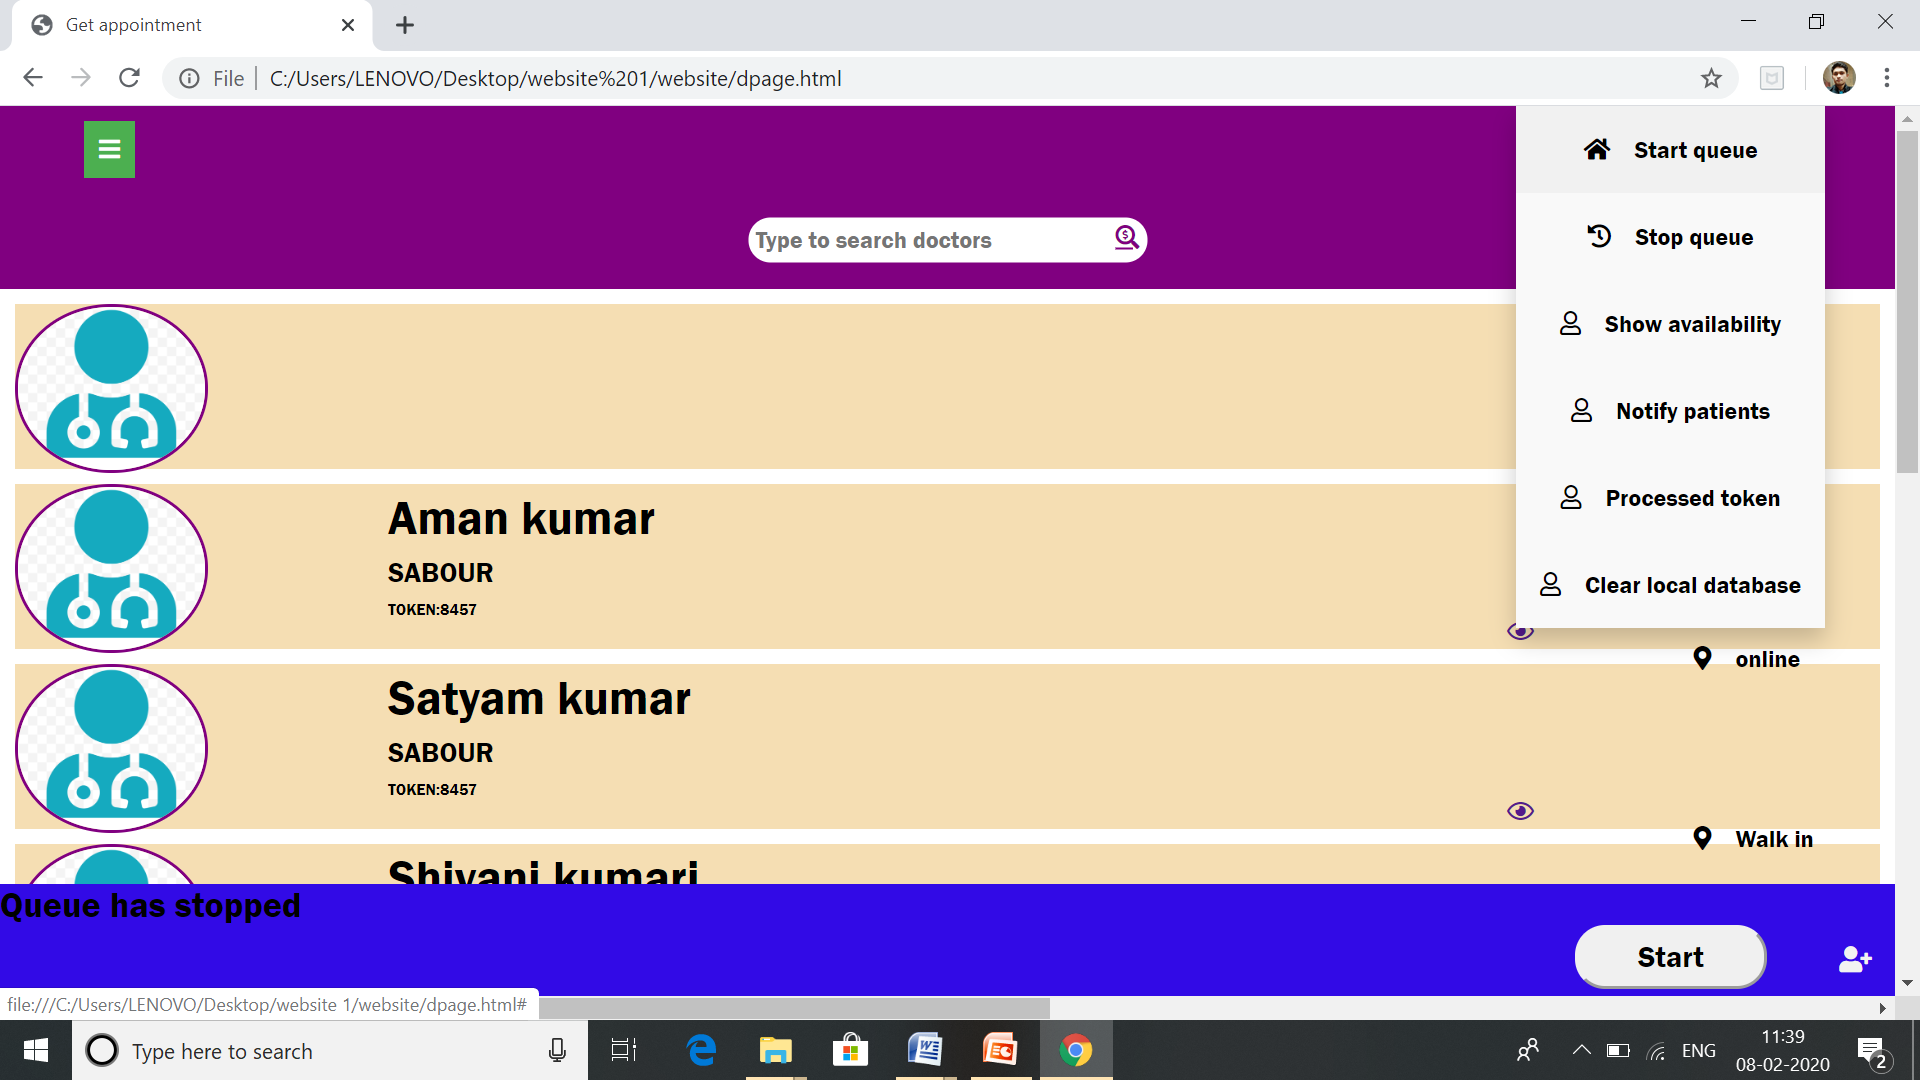 Get appointment
File
C:/Users/LENOVO/Desktop/website%201/website/dpage.html
Type to search doctors
Start queue
Stop queue
Show availability
Notify patients
Processed token
Clear local database
Aman kumar
SABOUR
TOKEN:8457
online
Satyam kumar
SABOUR
TOKEN:8457
Walk in
Shivani kumari
Queue has stopped
Start
file:///C:/Users/LENOVO/Desktop/website 1/website/dpage.html#
Type here to search
ENG
11:39
08-02-2020
2